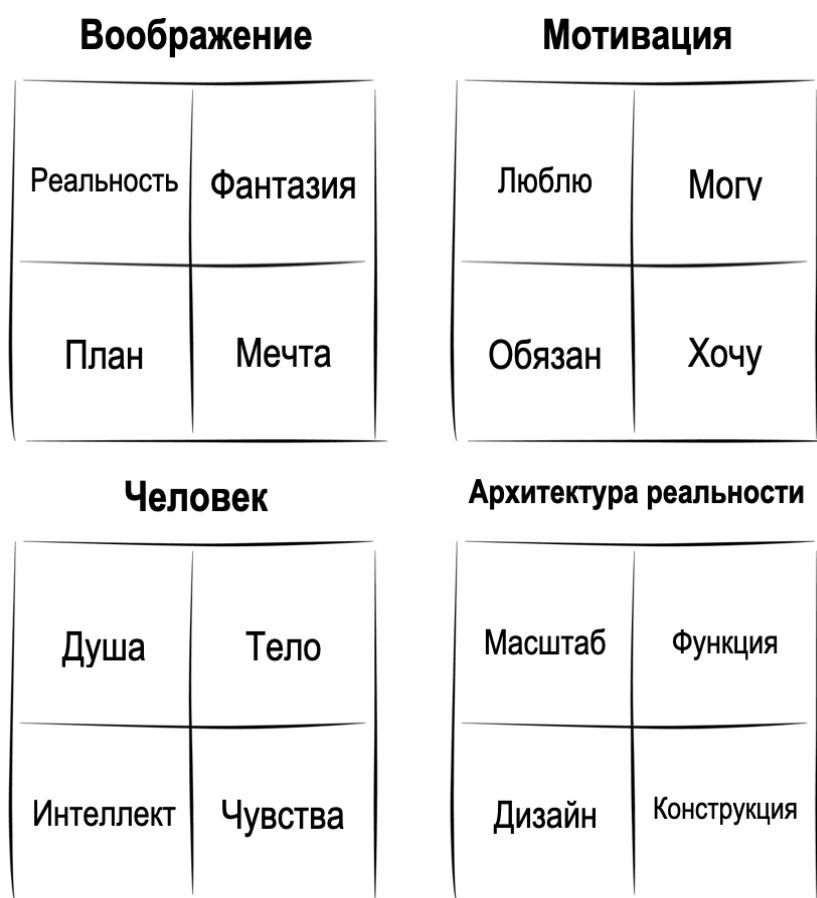 Воображение
Мотивация
Реальность
Фантазия
Люблю
Могу
План
Мечта
Обязан
Хочу
Человек
Архитектура реальности
Душа
Тело
Масштаб
Функция
Интеллект
Чувства
Дизайн
Конструкция